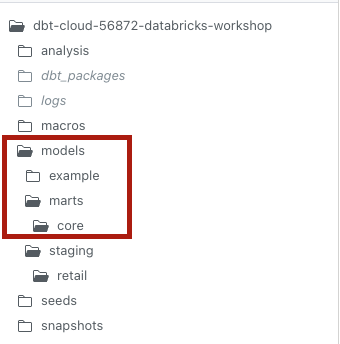 dbt-cloud-56872-databricks-workshop
analysis
dbt_packages
logs
macros
models
example
marts
core
staging
retail
seeds
snapshots